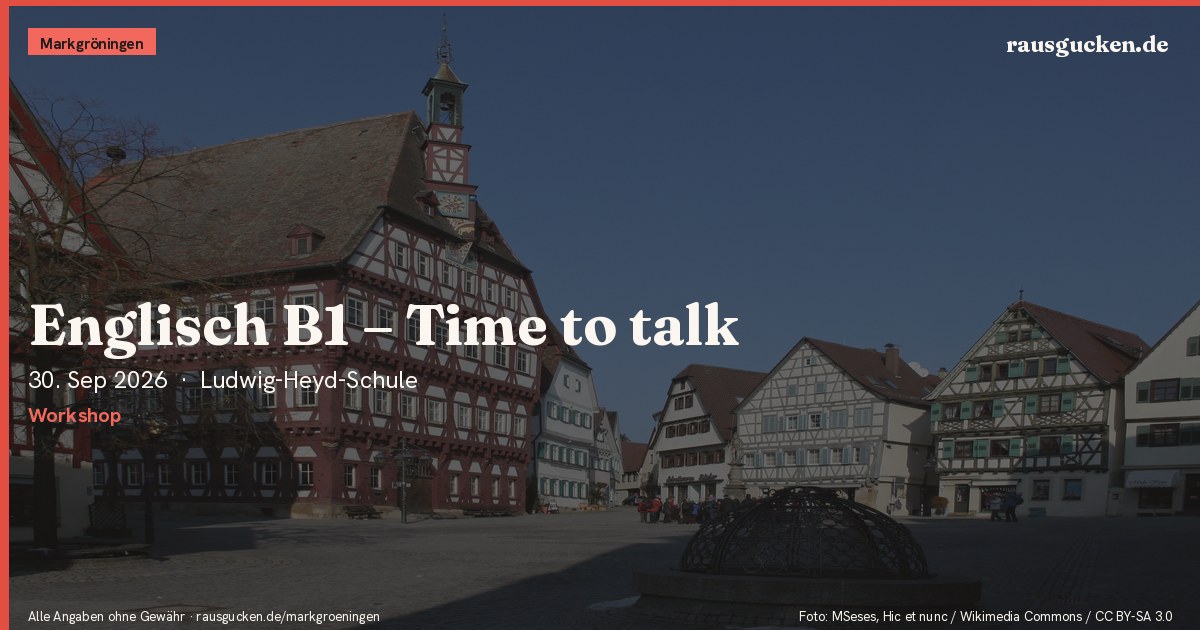 Markgröningen
rausgucken.de
Englisch B1 – Time to talk
30. Sep 2026 · Ludwig-Heyd-Schule
Workshop
Alle Angaben ohne Gewähr · rausgucken.de/markgroeningen
Foto: MSeses, Hic et nunc / Wikimedia Commons / CC BY-SA 3.0